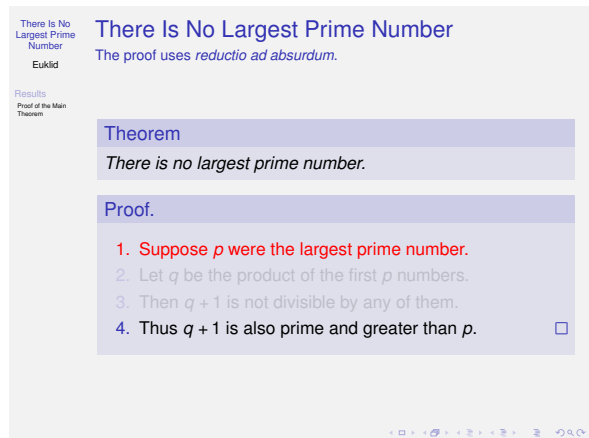 There Is No
Largest Prime
Number
Euklid
Results
Proof of the Main
Theorem
There Is No Largest Prime Number
The proof uses reductio ad absurdum.
Theorem
There is no largest prime number.
Proof.
1. Suppose p were the largest prime number.
2. Let q be the product of the first p numbers.
3. Then q + 1 is not divisible by any of them.
4. Thus q + 1 is also prime and greater than p. □